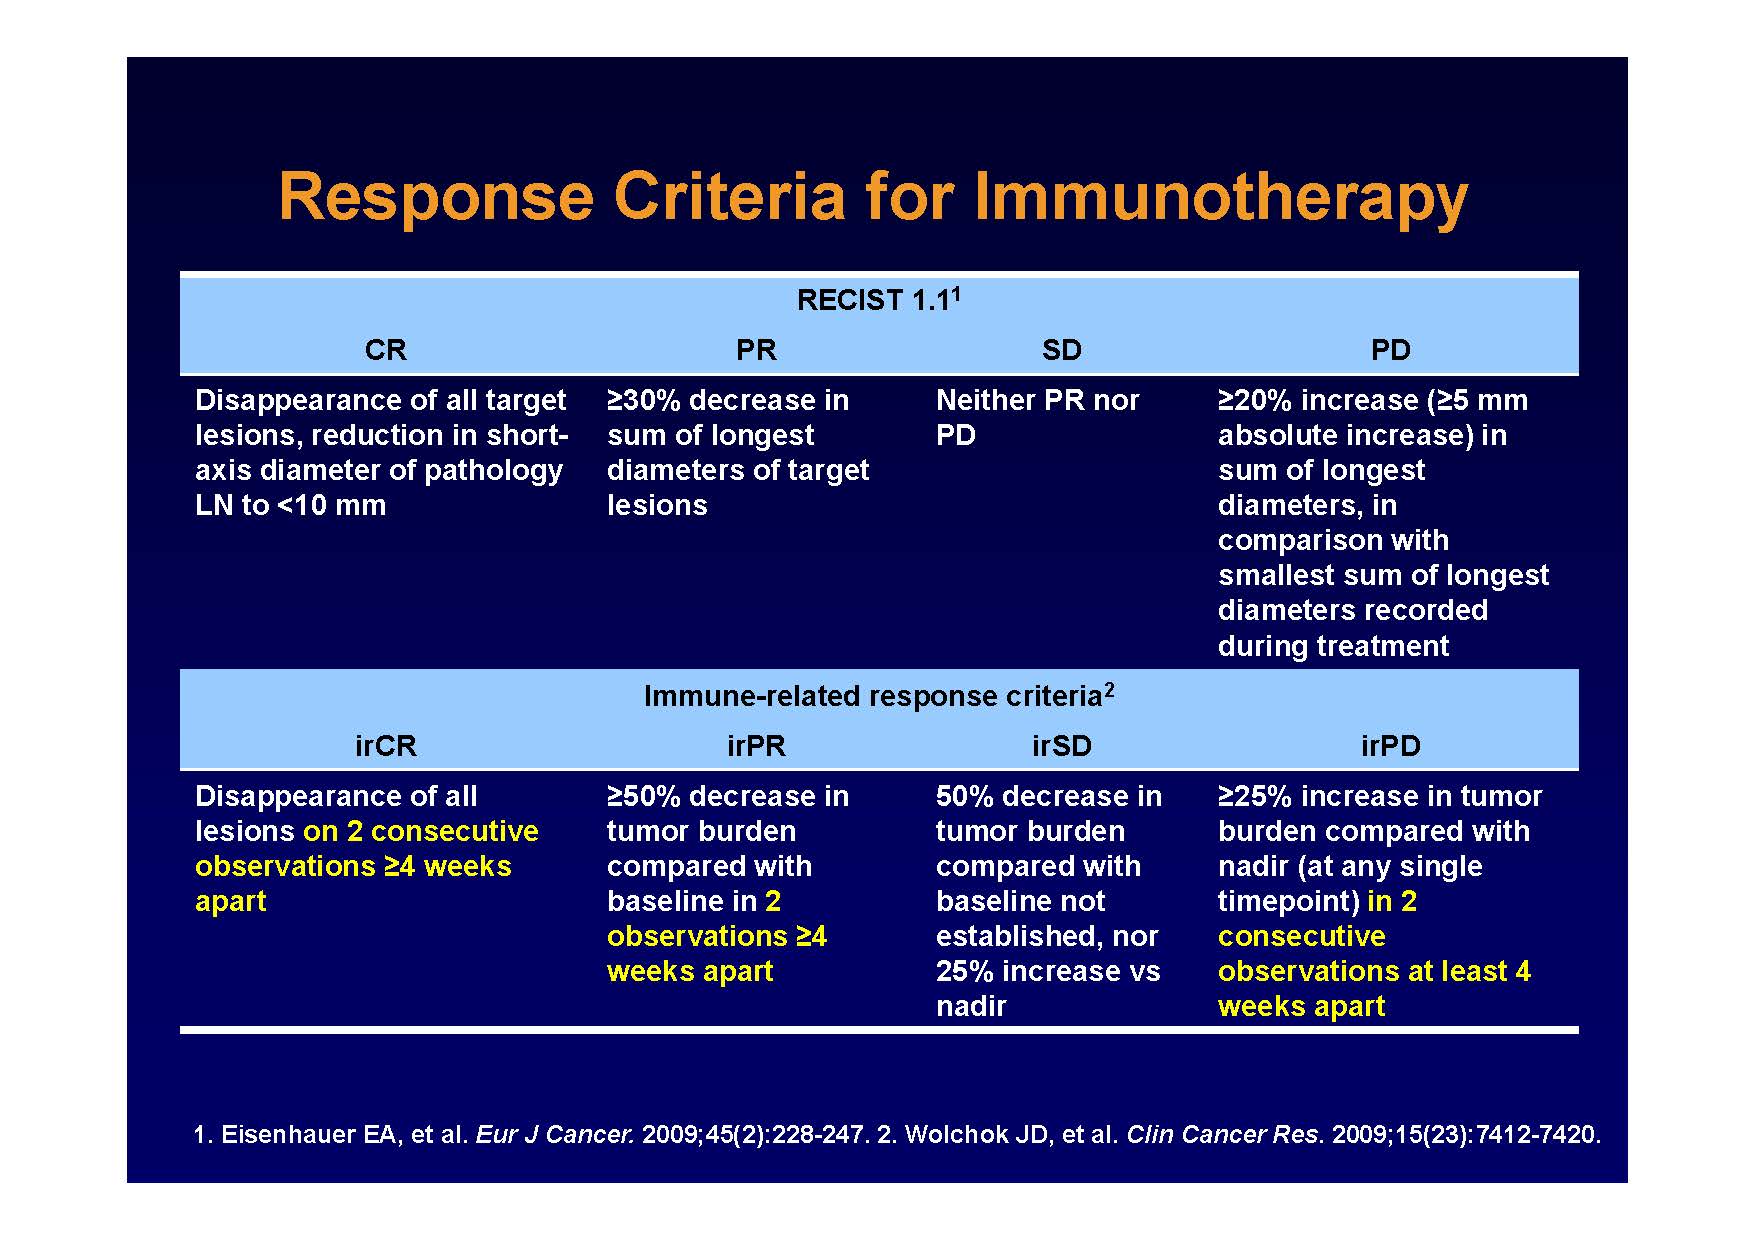 Response Criteria for Immunotherapy
RECIST 1.1¹
CR PR SD PD
Disappearance of all target
lesions, reduction in short-
axis diameter of pathology
LN to <10 mm
≥30% decrease in
sum of longest
diameters of target
lesions
Neither PR nor
PD
≥20% increase (≥5 mm
absolute increase) in
sum of longest
diameters, in
comparison with
smallest sum of longest
diameters recorded
during treatment
Immune-related response criteria²
irCR irPR irSD irPD
Disappearance of all
lesions on 2 consecutive
observations ≥4 weeks
apart
≥50% decrease in
tumor burden
compared with
baseline in 2
observations ≥4
weeks apart
50% decrease in
tumor burden
compared with
baseline not
established, nor
25% increase vs
nadir
≥25% increase in tumor
burden compared with
nadir (at any single
timepoint) in 2
consecutive
observations at least 4
weeks apart
1. Eisenhauer EA, et al. Eur J Cancer. 2009;45(2):228-247. 2. Wolchok JD, et al. Clin Cancer Res. 2009;15(23):7412-7420.